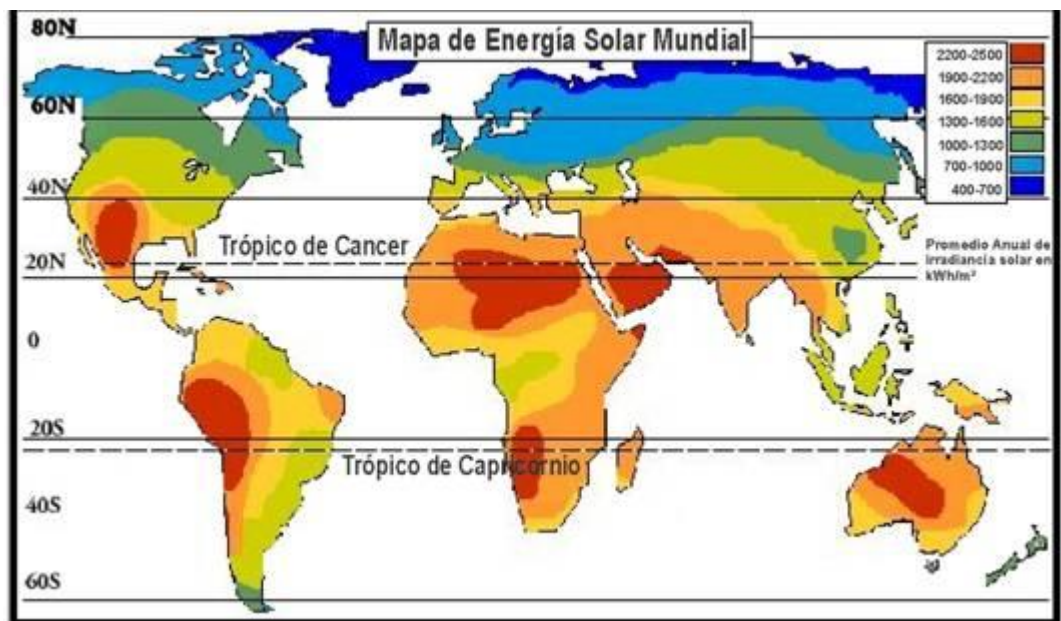 80N
Mapa de Energía Solar Mundial
2200-2500
1900-2200
1600-1900
1300-1600
1000-1300
700-1000
400-700
60N
40N
Trópico de Cancer
Promedio Anual de
irradiancia solar en
kWh/m²
20N
0
20S
Trópico de Capricornio
40S
60S